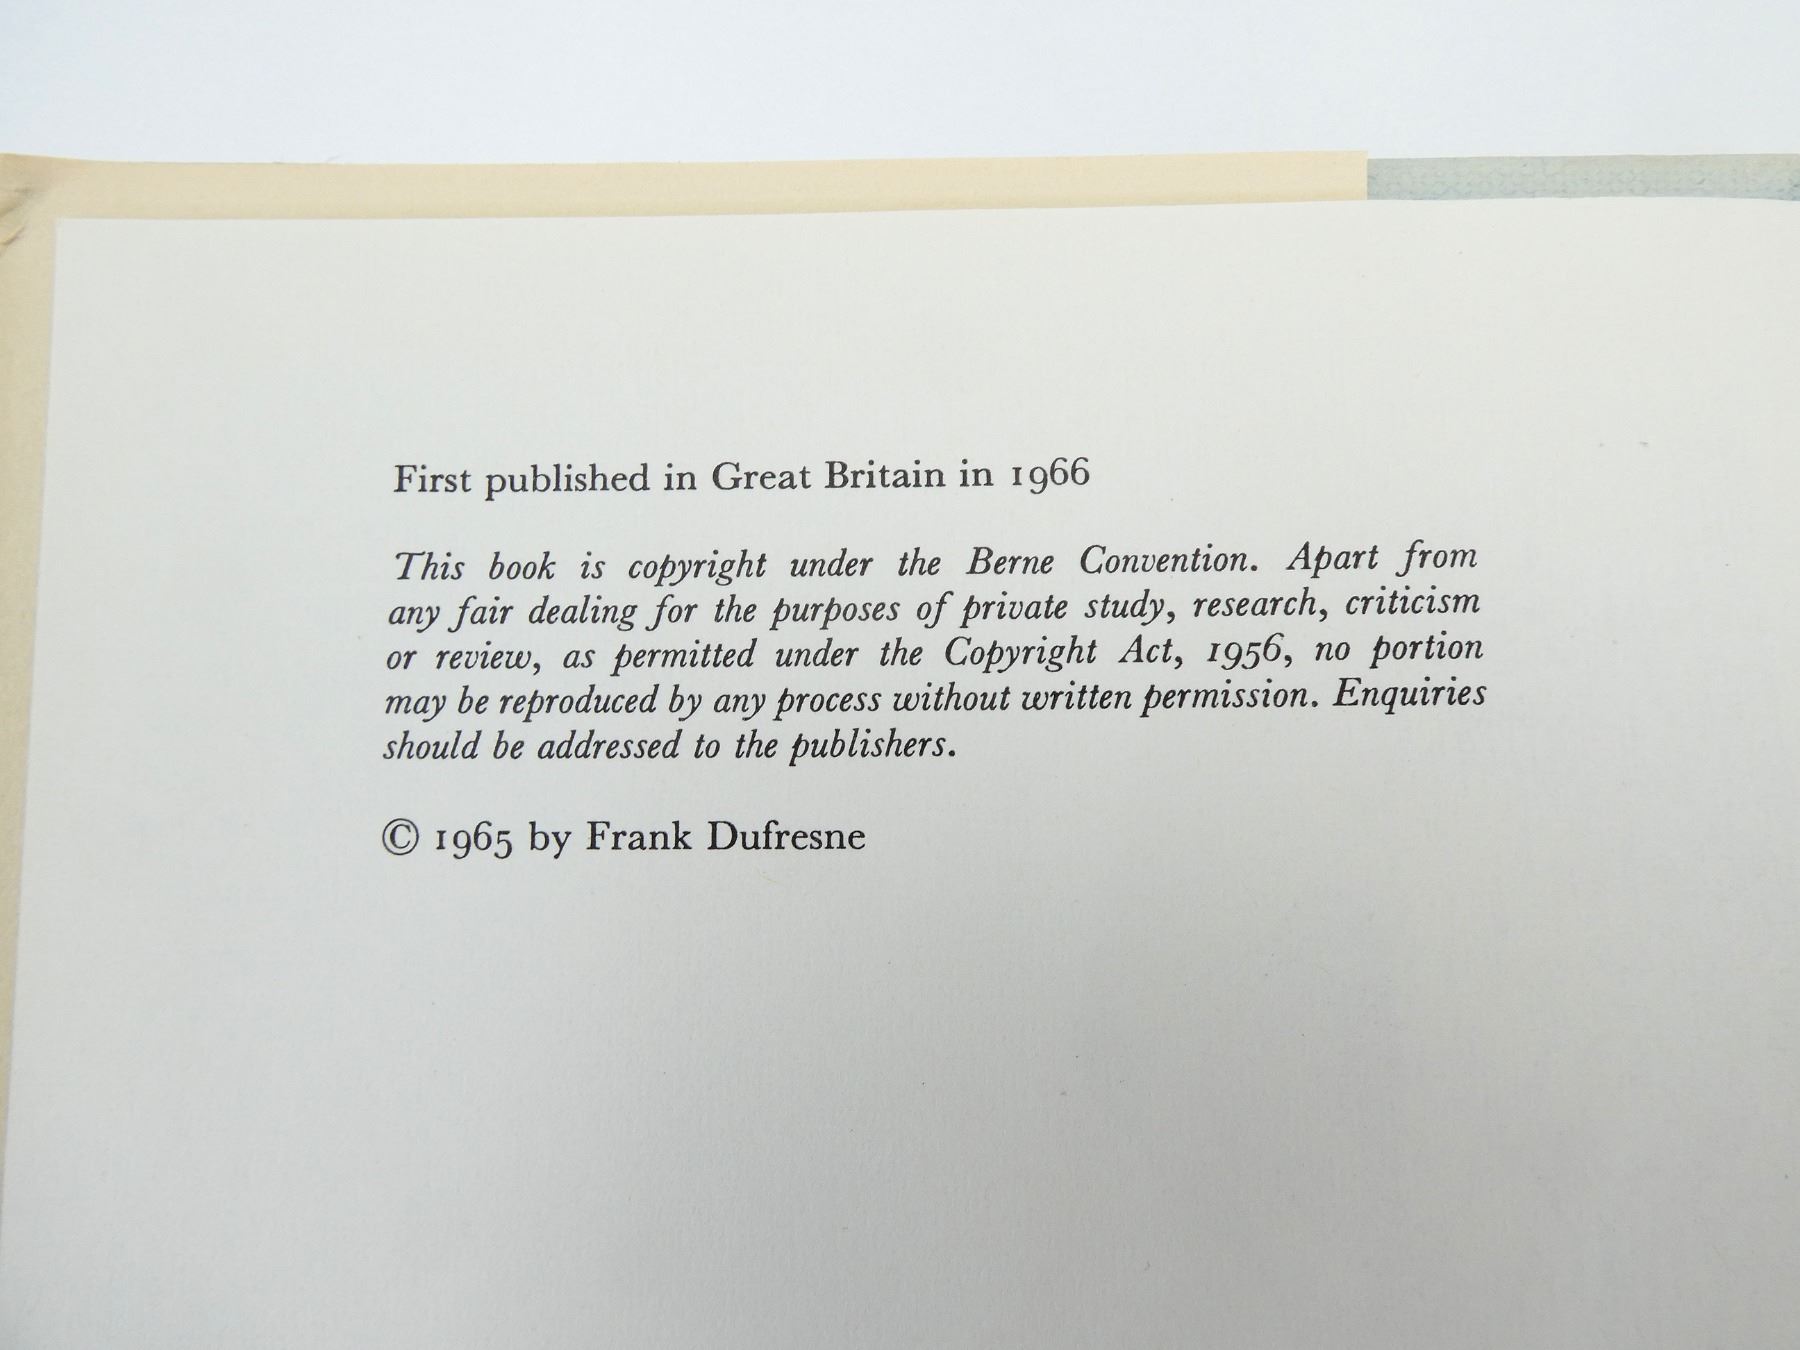 First published in Great Britain in 1966
This book is copyright under the Berne Convention. Apart from
any fair dealing for the purposes of private study, research, criticism
or review, as permitted under the Copyright Act, 1956, no portion
may be reproduced by any process without written permission. Enquiries
should be addressed to the publishers.
© 1965 by Frank Dufresne